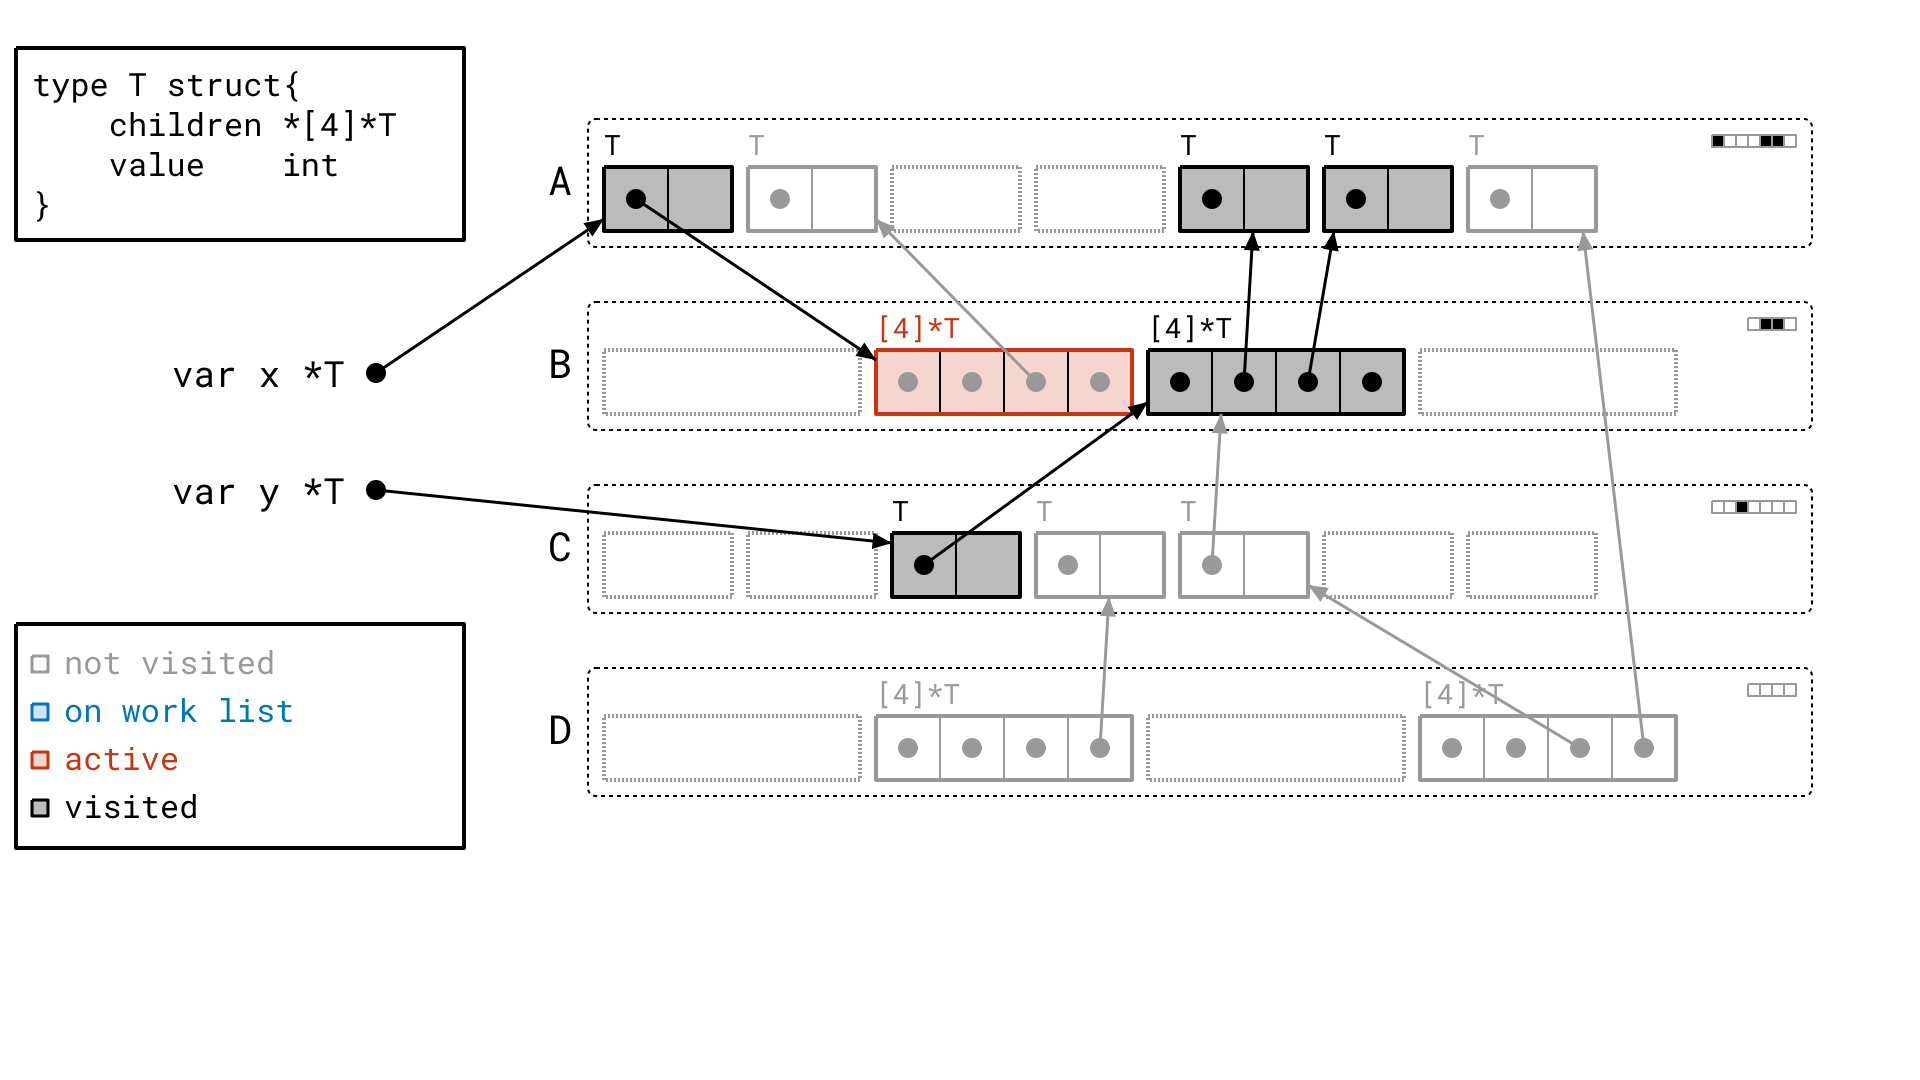 type T struct{
    children *[4]*T
    value    int
}
T T T T T
A
[4]*T [4]*T
B
var x *T
var y *T
T T T
C
[4]*T [4]*T
D
not visited
on work list
active
visited